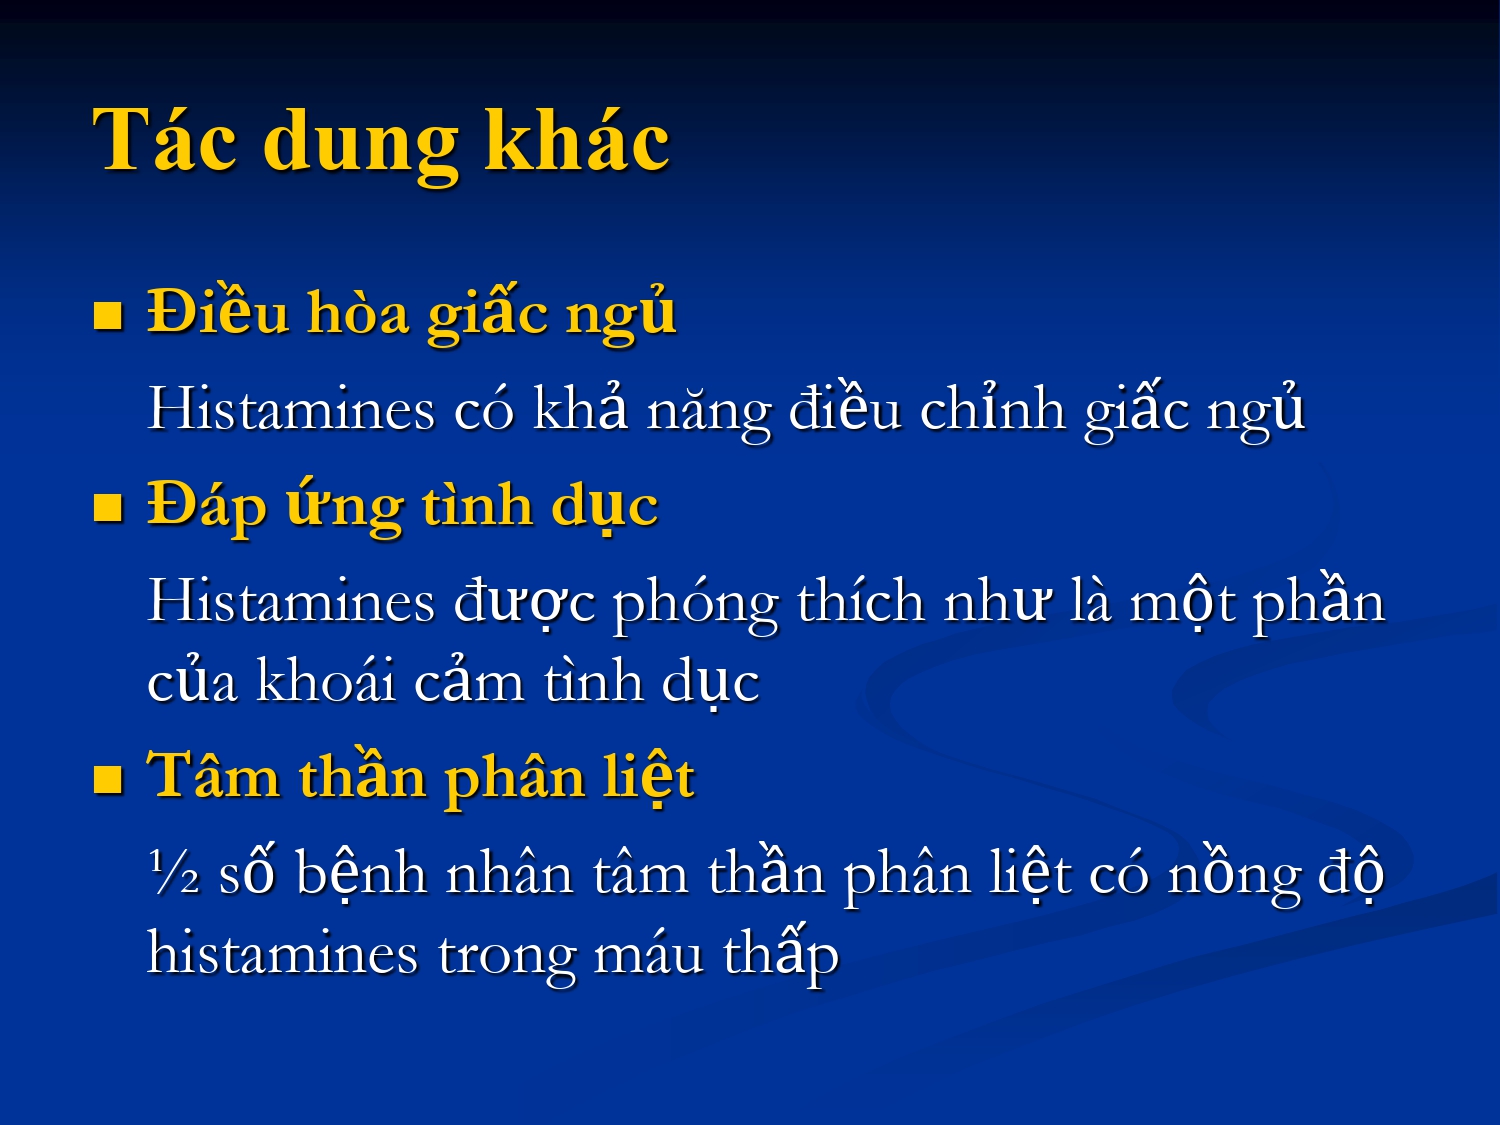 Tác dung khác
Điều hòa giấc ngủ
Histamines có khả năng điều chỉnh giấc ngủ
Đáp ứng tình dục
Histamines được phóng thích như là một phần
của khoái cảm tình dục
Tâm thần phân liệt
½ số bệnh nhân tâm thần phân liệt có nồng độ
histamines trong máu thấp